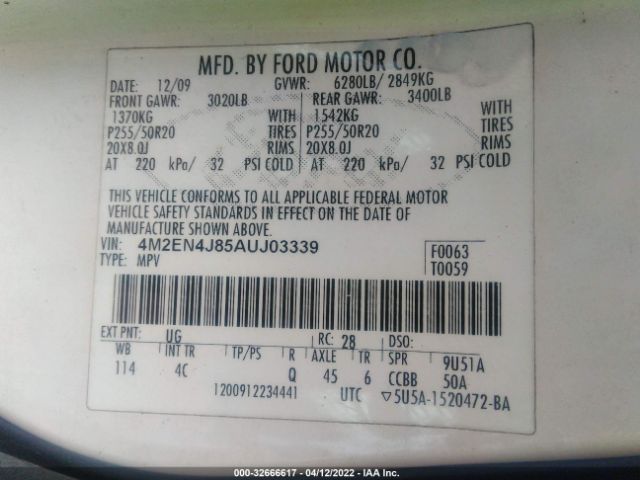 MFD. BY FORD MOTOR CO.
DATE: 12/09 GVWR: 6280LB/ 2849KG
FRONT GAWR: 3020LB REAR GAWR: 3400LB
1370KG WITH 1542KG WITH
P255/50R20 TIRES P255/50R20 TIRES
20X8.0J RIMS 20X8.0J RIMS
AT 220 kPa/ 32 PSI COLD AT 220 kPa/ 32 PSI COLD
THIS VEHICLE CONFORMS TO ALL APPLICABLE FEDERAL MOTOR
VEHICLE SAFETY STANDARDS IN EFFECT ON THE DATE OF
MANUFACTURE SHOWN ABOVE.
VIN: 4M2EN4J85AUJ03339 F0063
TYPE: MPV T0059
EXT PNT: UG RC: 28 DSO:
WB INT TR TP/PS R AXLE TR SPR 9U51A
114 4C Q 45 6 CCBB 50A
1200912234441 UTC ▽5U5A-1520472-BA
000-32666617 - 04/12/2022 - IAA Inc.